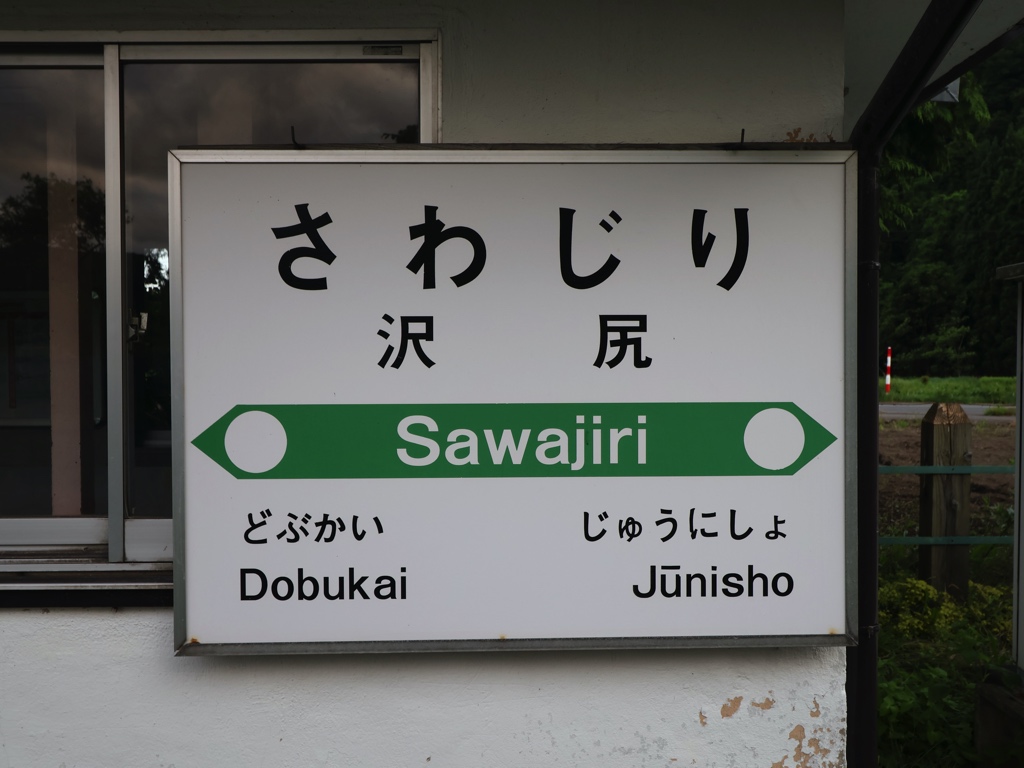 さわじり
沢尻
Sawajiri
どぶかい
じゅうにしょ
Dobukai
Jūnisho